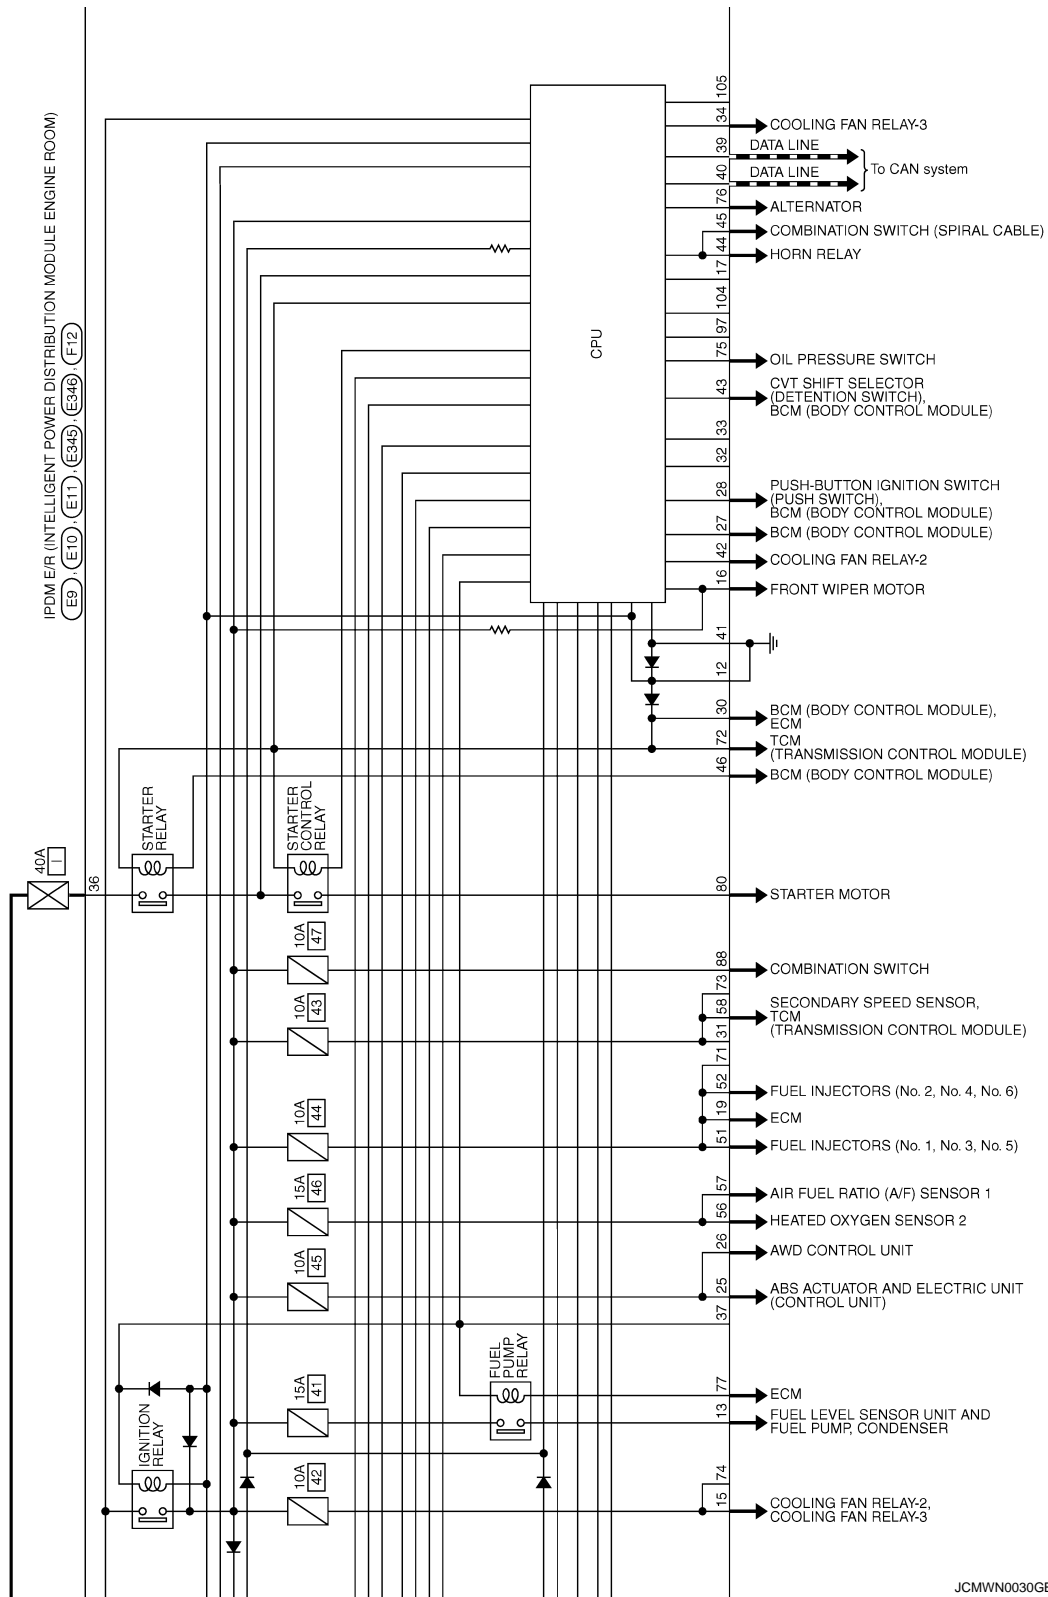 IPDM E/R (INTELLIGENT POWER DISTRIBUTION MODULE ENGINE ROOM)
E9 , E10 , E11 , E345 , E346 , F12
CPU
105
34
COOLING FAN RELAY-3
39
DATA LINE
40
DATA LINE
To CAN system
76
ALTERNATOR
45
COMBINATION SWITCH (SPIRAL CABLE)
44
HORN RELAY
17
104
97
75
OIL PRESSURE SWITCH
43
CVT SHIFT SELECTOR
(DETENTION SWITCH),
BCM (BODY CONTROL MODULE)
33
32
28
PUSH-BUTTON IGNITION SWITCH
(PUSH SWITCH),
BCM (BODY CONTROL MODULE)
27
BCM (BODY CONTROL MODULE)
42
COOLING FAN RELAY-2
16
FRONT WIPER MOTOR
41
12
30
BCM (BODY CONTROL MODULE),
ECM
72
TCM
(TRANSMISSION CONTROL MODULE)
46
BCM (BODY CONTROL MODULE)
STARTER
RELAY
STARTER
CONTROL
RELAY
40A
I
36
80
STARTER MOTOR
10A
47
88
COMBINATION SWITCH
10A
43
73
58
31
SECONDARY SPEED SENSOR,
TCM
(TRANSMISSION CONTROL MODULE)
71
52
FUEL INJECTORS (No. 2, No. 4, No. 6)
10A
44
19
ECM
51
FUEL INJECTORS (No. 1, No. 3, No. 5)
15A
46
57
AIR FUEL RATIO (A/F) SENSOR 1
56
HEATED OXYGEN SENSOR 2
26
AWD CONTROL UNIT
10A
45
25
ABS ACTUATOR AND ELECTRIC UNIT
(CONTROL UNIT)
37
FUEL
PUMP
RELAY
77
ECM
15A
41
13
FUEL LEVEL SENSOR UNIT AND
FUEL PUMP, CONDENSER
IGNITION
RELAY
10A
42
74
15
COOLING FAN RELAY-2,
COOLING FAN RELAY-3
JCMWN0030GE